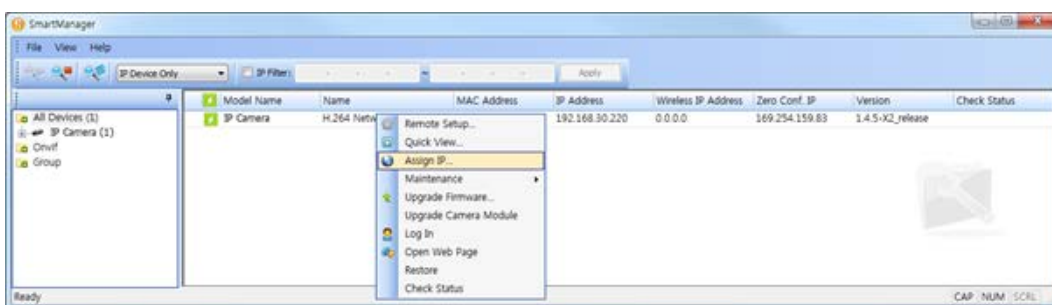 SmartManager
File View Help
IP Device Only IP Filter: ~ Apply
Model Name Name MAC Address IP Address Wireless IP Address Zero Conf. IP Version Check Status
All Devices (1)
IP Camera (1)
Onvif
Group
IP Camera H.264 Netw 192.168.30.220 0.0.0.0 169.254.159.83 1.4.5-X2_release
Remote Setup...
Quick View...
Assign IP...
Maintenance
Upgrade Firmware...
Upgrade Camera Module
Log In
Open Web Page
Restore
Check Status
Ready CAP NUM SCRL